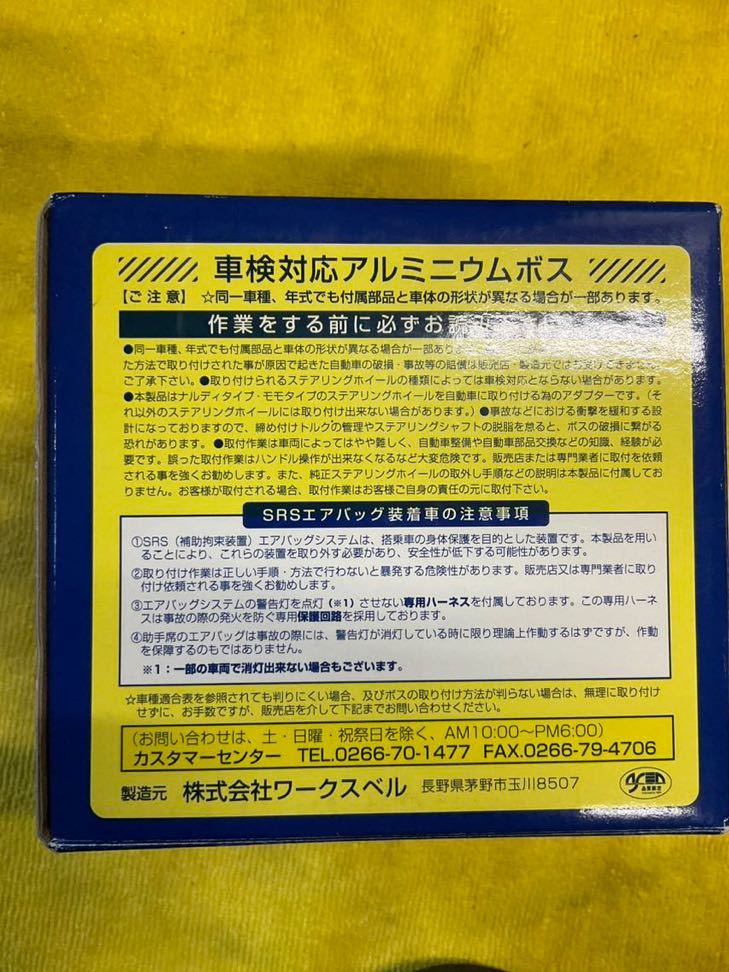 車検対応アルミニウムボス
【ご注意】 ☆同一車種、年式でも付属部品と車体の形状が異なる場合が一部あります。
作業をする前に必ずお読み
●同一車種、年式でも付属部品と車体の形状が異なる場合が一部あり
た方法で取り付けされた事が原因で起きた自動車の破損・事故等の賠償は販売店・製造元ではお受けできません
ご了承下さい。●取り付けられるステアリングホイールの種類によっては車検対応とならない場合があります。
●本製品はナルディタイプ・モモタイプのステアリングホイールを自動車に取り付ける為のアダプターです。（そ
れ以外のステアリングホイールには取り付け出来ない場合があります。）●事故などにおける衝撃を緩和する設
計になっておりますので、締め付けトルクの管理やステアリングシャフトの脱脂を怠ると、ボスの破損に繋がる
恐れがあります。●取付作業は車両によってはやや難しく、自動車整備や自動車部品交換などの知識、経験が必
要です。誤った取付作業はハンドル操作が出来なくなるなど大変危険です。販売店または専門業者に取付を依頼
される事を強くお勧めします。また、純正ステアリングホイールの取外し手順などの説明は本製品に付属してお
りません。お客様が取付される場合、取付作業はお客様ご自身の責任の元に取付下さい。
SRSエアバッグ装着車の注意事項
①SRS（補助拘束装置）エアバッグシステムは、搭乗車の身体保護を目的とした装置です。本製品を用い
ることにより、これらの装置を取り外す必要があり、安全性が低下する可能性があります。
②取り付け作業は正しい手順・方法で行わないと暴発する危険性があります。販売店又は専門業者に取り
付け依頼される事を強くお勧めします。
③エアバッグシステムの警告灯を点灯（※1）させない専用ハーネスを付属しております。この専用ハーネ
スは事故の際の発火を防ぐ専用保護回路を採用しております。
④助手席のエアバッグは事故の際には、警告灯が消灯している時に限り理論上作動するはずですが、作動
を保障するのもではありません。
※1：一部の車両で消灯出来ない場合もございます。
☆車種適合表を参照されても判りにくい場合、及びボスの取り付け方法が判らない場合は、無理に取り付け
せずに、お手数ですが、販売店を介して下記までお問い合わせください。
（お問い合わせは、土・日曜・祝祭日を除く、AM10:00〜PM6:00）
カスタマーセンター TEL.0266-70-1477 FAX.0266-79-4706
製造元 株式会社ワークスベル 長野県茅野市玉川8507